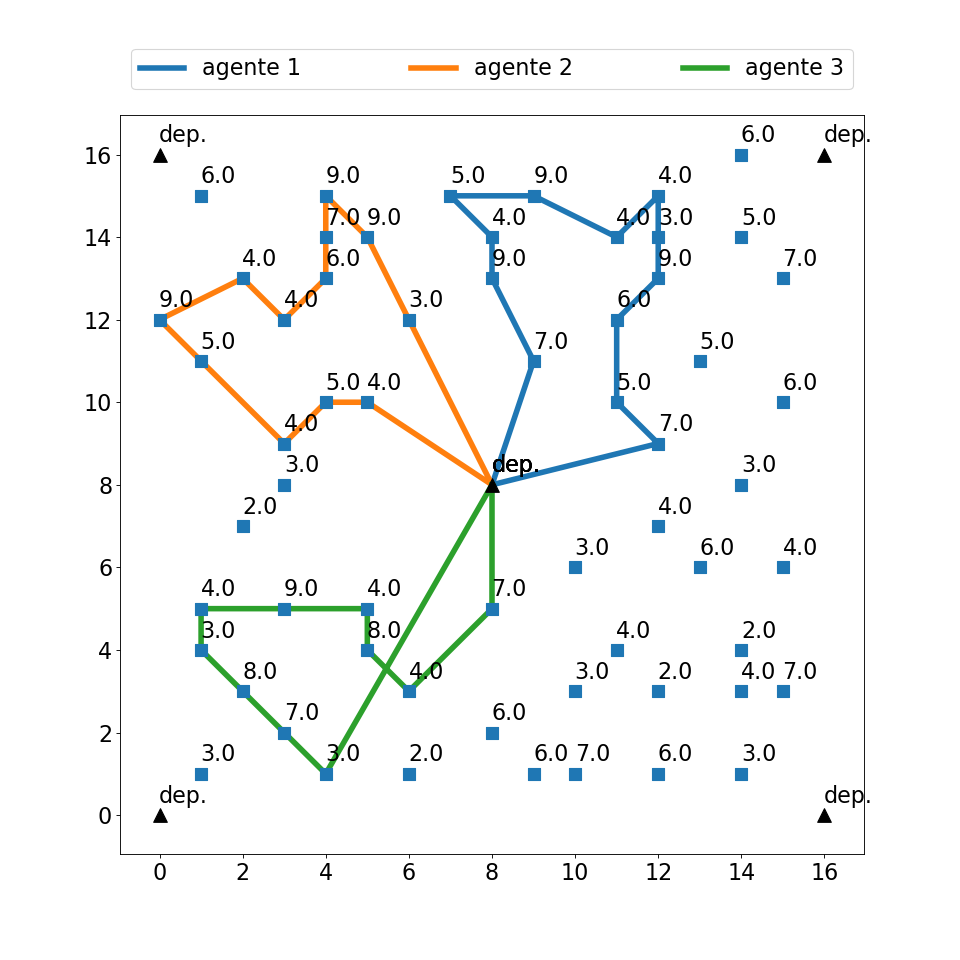 agente 1 agente 2 agente 3
dep. 6.0 dep.
16
6.0 9.0 5.0 9.0 4.0
7.0 9.0 4.0 4.0 3.0 5.0
14
4.0 6.0 9.0 9.0 7.0
9.0 4.0 3.0 6.0
12
5.0 7.0 5.0
5.0 4.0 5.0 6.0
10
4.0 7.0
3.0 dep. 3.0
8
2.0 4.0
3.0 6.0 4.0
6
4.0 9.0 4.0 7.0
3.0 8.0 4.0 2.0
4
8.0 4.0 3.0 2.0 4.0 7.0
7.0 6.0
2
3.0 3.0 2.0 6.0 7.0 6.0 3.0
dep. dep.
0
0 2 4 6 8 10 12 14 16